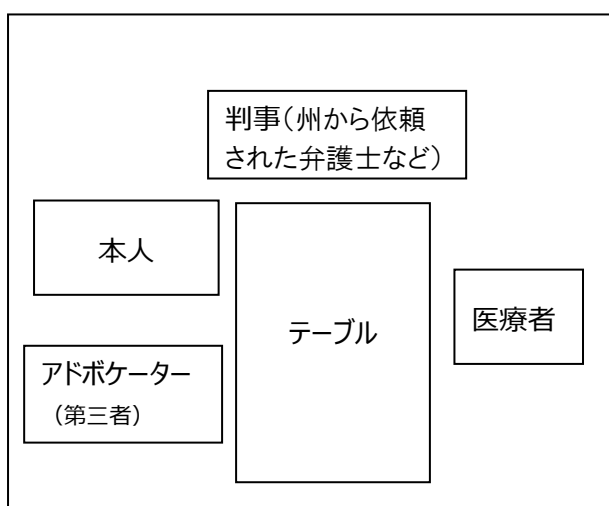 判事（州から依頼
された弁護士など）
本人
テーブル
医療者
アドボケーター
（第三者）